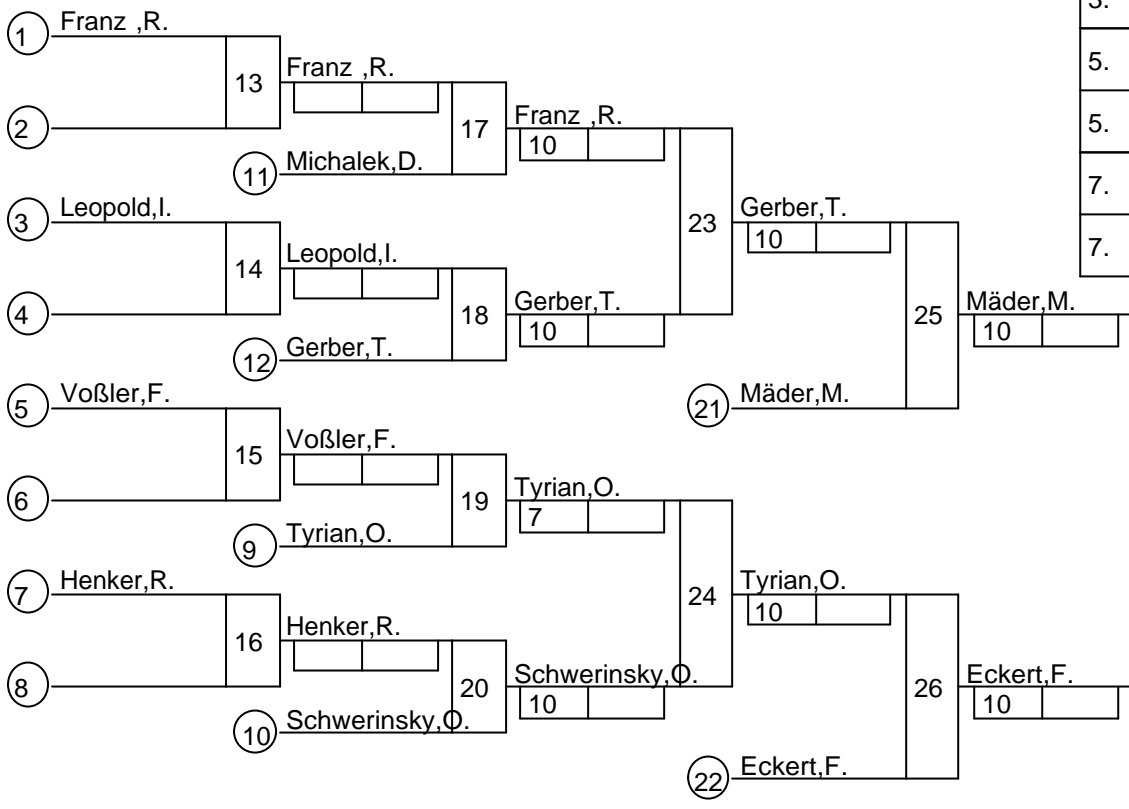 3.
1 Franz ,R.
5.
13 Franz ,R.
5.
2
17 Franz ,R.
10
11 Michalek,D.
7.
3 Leopold,I.
23 Gerber,T.
10
7.
14 Leopold,I.
4
18 Gerber,T.
10
25 Mäder,M.
10
12 Gerber,T.
5 Voßler,F.
21 Mäder,M.
15 Voßler,F.
6
19 Tyrian,O.
7
9 Tyrian,O.
7 Henker,R.
24 Tyrian,O.
10
16 Henker,R.
8
20 Schwerinsky,O.
10
26 Eckert,F.
10
10 Schwerinsky,O.
22 Eckert,F.